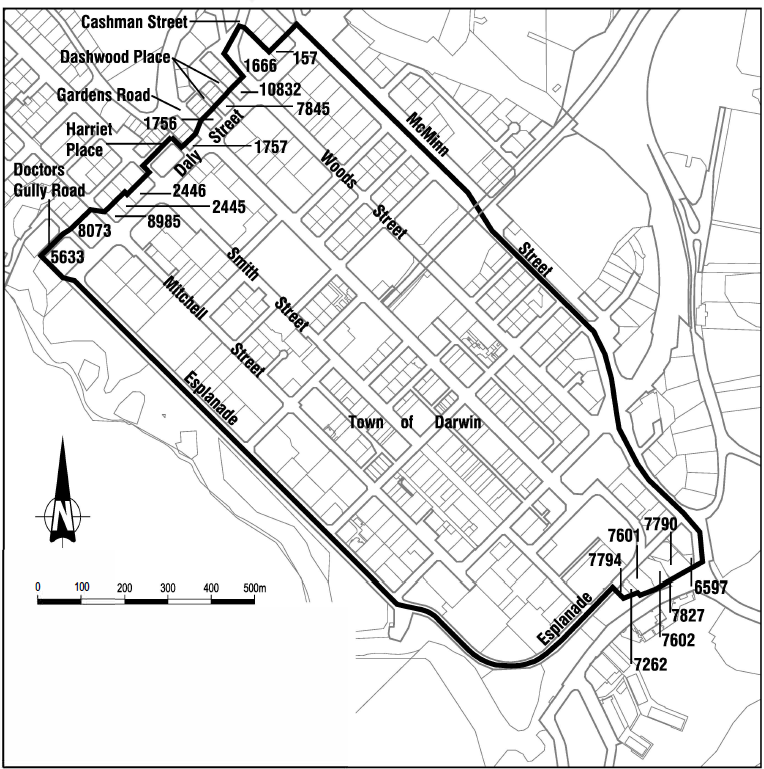 Cashman Street
Dashwood Place
1666
157
Gardens Road
10832
7845
1756
Harriet
Place
Daly Street
1757
McMinn
Street
Doctors
Gully Road
Woods
Street
2446
2445
8985
8073
5633
Smith
Street
Mitchell
Street
Esplanade
Town of Darwin
N
0 100 200 300 400 500m
7790
7601
7794
6597
7827
7602
7262
Esplanade